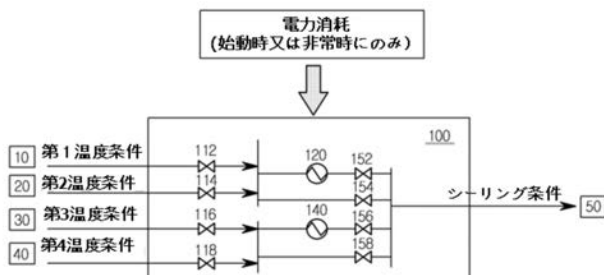 電力消耗
(始動時又は非常時にのみ)
100
10 第1温度条件 112
120 152
20 第2温度条件 114
154
シーリング条件 50
30 第3温度条件 116
140 156
40 第4温度条件 118
158